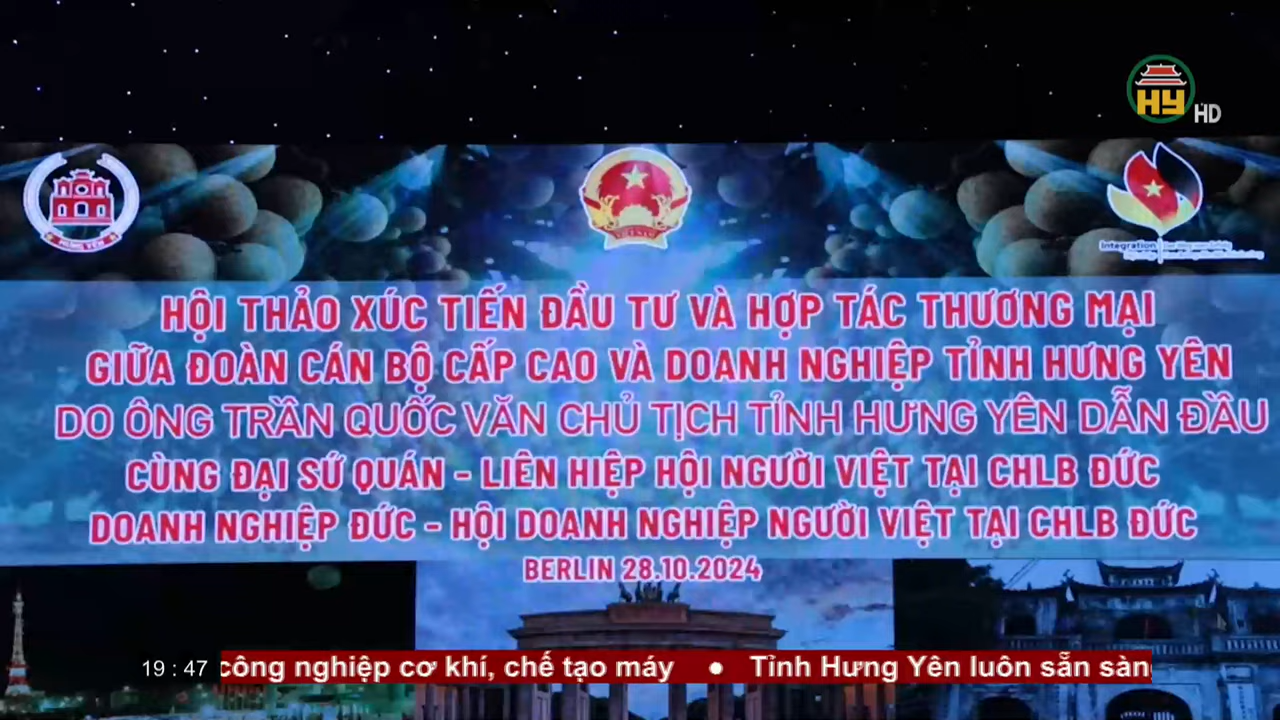 HY HD
HƯNG YÊN
Integration
HỘI THẢO XÚC TIẾN ĐẦU TƯ VÀ HỢP TÁC THƯƠNG MẠI
GIỮA ĐOÀN CÁN BỘ CẤP CAO VÀ DOANH NGHIỆP TỈNH HƯNG YÊN
DO ÔNG TRẦN QUỐC VĂN CHỦ TỊCH TỈNH HƯNG YÊN DẪN ĐẦU
CÙNG ĐẠI SỨ QUÁN - LIÊN HIỆP HỘI NGƯỜI VIỆT TẠI CHLB ĐỨC
DOANH NGHIỆP ĐỨC - HỘI DOANH NGHIỆP NGƯỜI VIỆT TẠI CHLB ĐỨC
BERLIN 28.10.2024
19 : 47 công nghiệp cơ khí, chế tạo máy • Tỉnh Hưng Yên luôn sẵn sàng